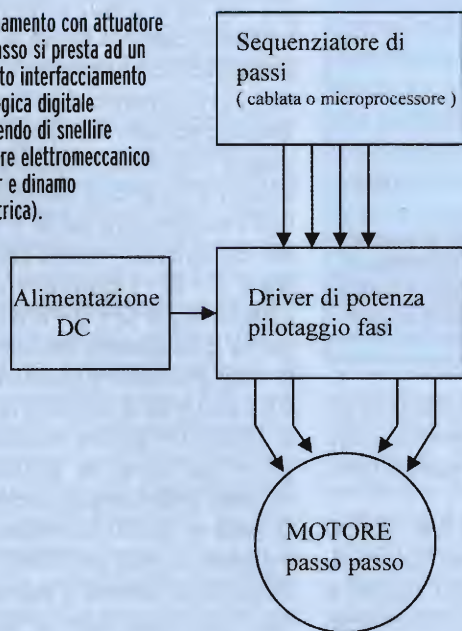 amento con attuatore
asso si presta ad un
to interfacciamento
gica digitale
endo di snellire
re elettromeccanico
r e dinamo
trica).
Sequenziatore di
passi
( cablata o microprocessore )
Alimentazione
DC
Driver di potenza
pilotaggio fasi
MOTORE
passo passo